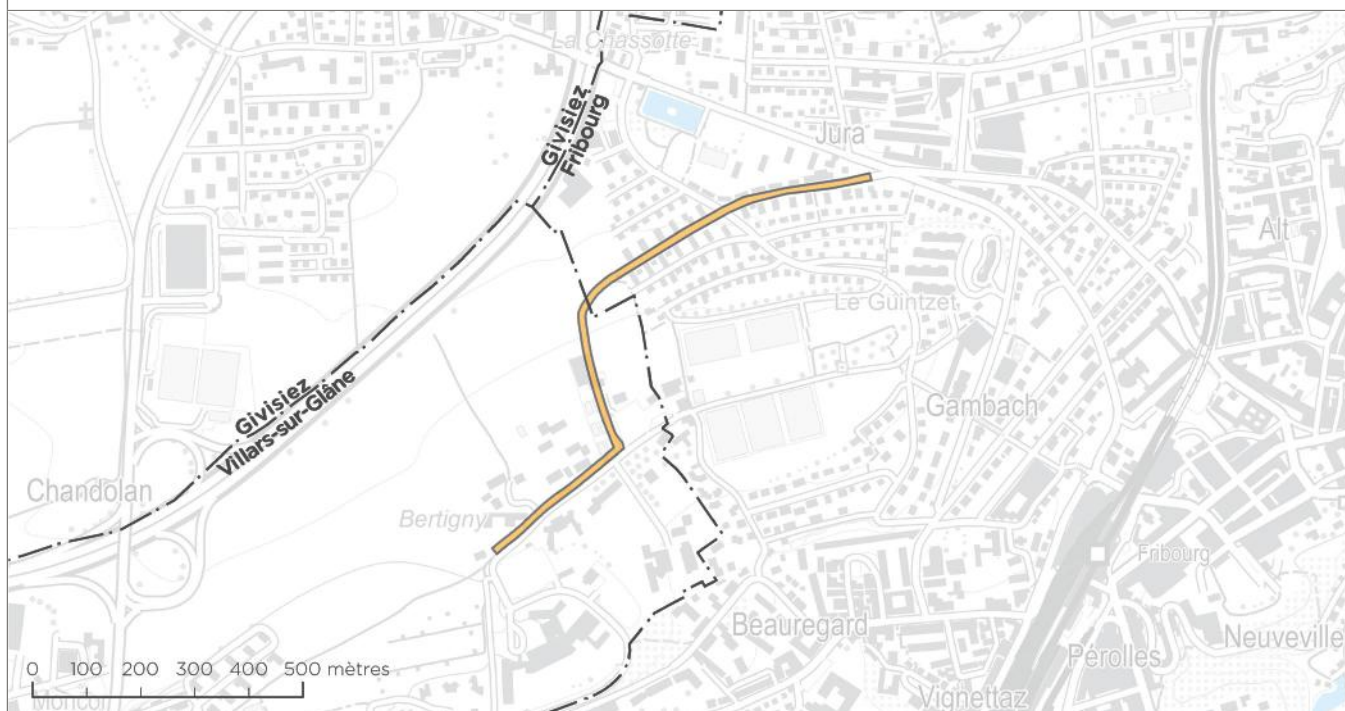 La Chassotte
Givisiez
Fribourg
Jura
Alt
Le Guintzet
Givisiez
Villars-sur-Glâne
Gambach
Chandolan
Bertigny
Fribourg
Beauregard
Neuveville
Pérolles
0 100 200 300 400 500 mètres
Vignettaz